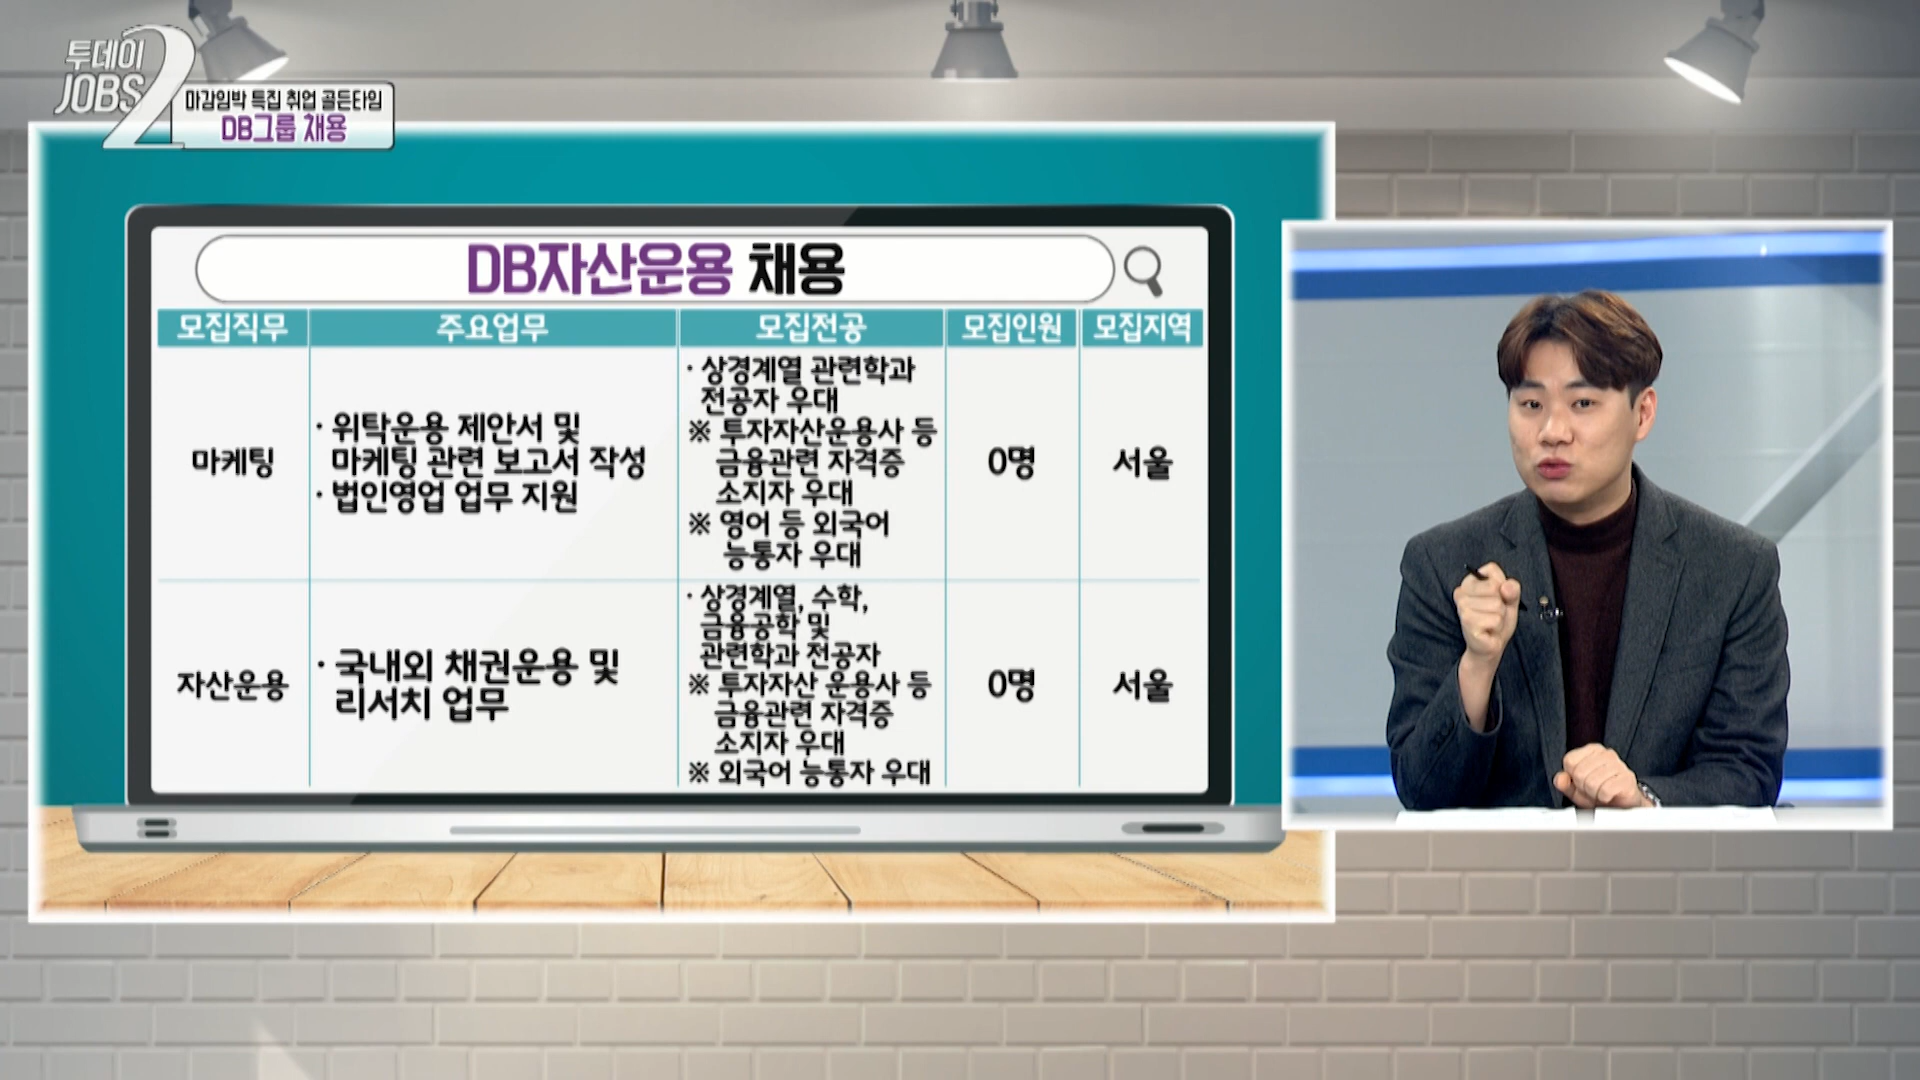 투데이
JOBS 2
마감임박 특집 취업 골든타임
DB그룹 채용
DB자산운용 채용
모집직무 주요업무 모집전공 모집인원 모집지역
마케팅
· 위탁운용 제안서 및
마케팅 관련 보고서 작성
· 법인영업 업무 지원
· 상경계열 관련학과
전공자 우대
※ 투자자산운용사 등
금융관련 자격증
소지자 우대
※ 영어 등 외국어
능통자 우대
0명
서울
자산운용
· 국내외 채권운용 및
리서치 업무
· 상경계열, 수학,
금융공학 및
관련학과 전공자
※ 투자자산 운용사 등
금융관련 자격증
소지자 우대
※ 외국어 능통자 우대
0명
서울